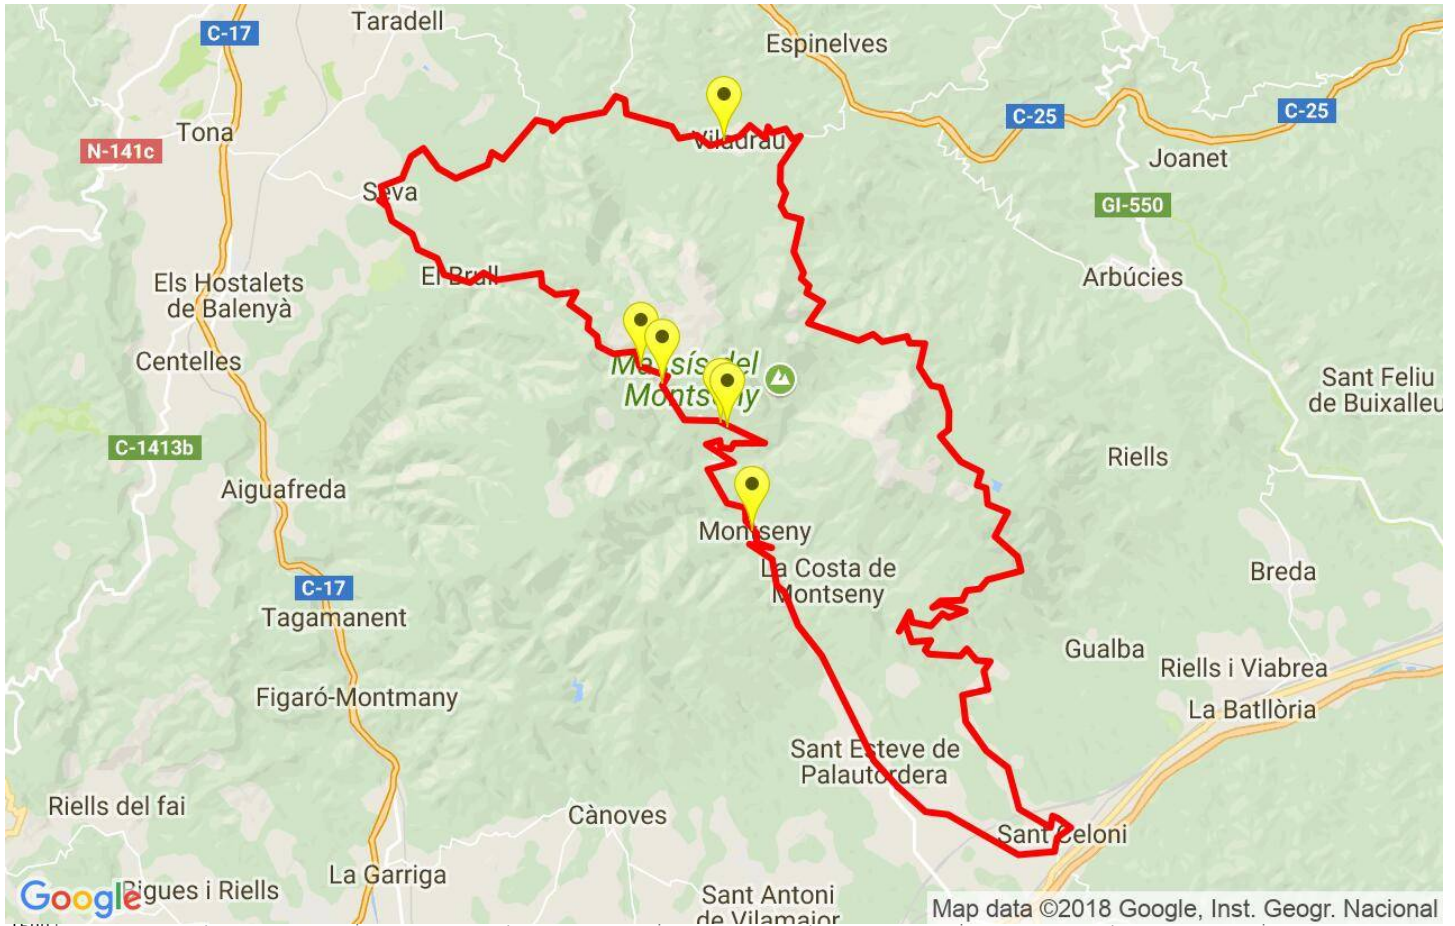 Taradell
C-17
Espinelves
C-25
C-25
Tona
N-141c
Viladrau
Joanet
Seva
GI-550
El Brull
Arbúcies
Els Hostalets
de Balenyà
Centelles
Massís del
Montseny
Sant Feliu
de Buixalleu
C-1413b
Riells
Aiguafreda
Montseny
La Costa de
Montseny
Breda
C-17
Tagamanent
Gualba
Riells i Viabrea
Figaró-Montmany
La Batllòria
Sant Esteve de
Palautordera
Riells del fai
Cànoves
Sant Celoni
La Garriga
Google
Bigues i Riells
Sant Antoni
de Vilamajor
Map data ©2018 Google, Inst. Geogr. Nacional